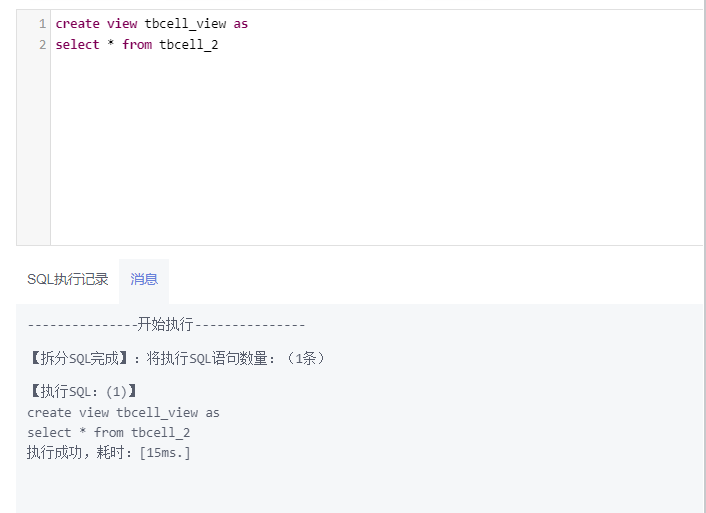 1 create view tbcell_view as
2 select * from tbcell_2
SQL执行记录 消息
---------------开始执行---------------
【拆分SQL完成】：将执行SQL语句数量：（1条）
【执行SQL：(1)】
create view tbcell_view as
select * from tbcell_2
执行成功，耗时：[15ms.]